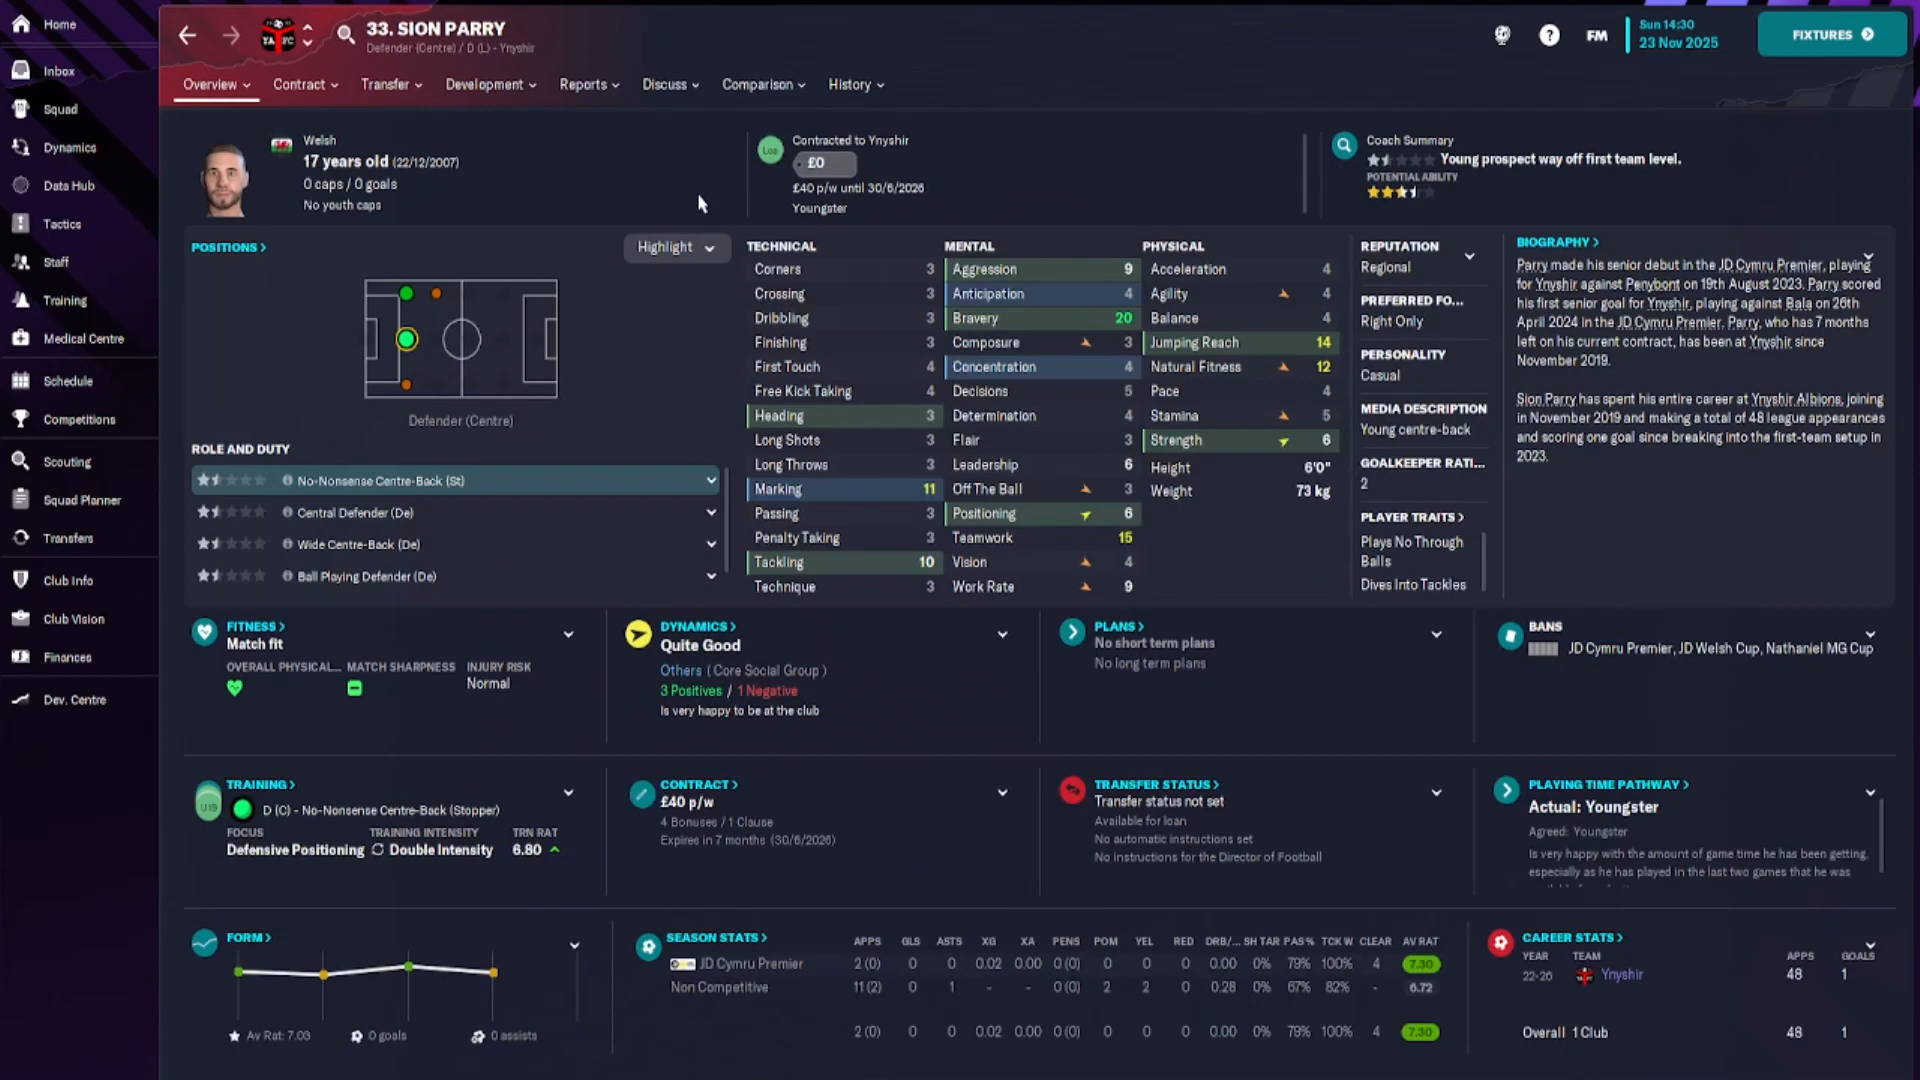 Home
Inbox
Squad
Dynamics
Data Hub
Tactics
Staff
Training
Medical Centre
Schedule
Competitions
Scouting
Squad Planner
Transfers
Club Info
Club Vision
Finances
Dev. Centre
33. SION PARRY
Defender (Centre) / D (L) - Ynyshir
FM
Sun 14:30
23 Nov 2025
FIXTURES
Overview
Contract
Transfer
Development
Reports
Discuss
Comparison
History
Welsh
17 years old (22/12/2007)
0 caps / 0 goals
No youth caps
Loa
Contracted to Ynyshir
£0
£40 p/w until 30/6/2026
Youngster
Coach Summary
Young prospect way off first team level.
POTENTIAL ABILITY
POSITIONS
Highlight
Defender (Centre)
ROLE AND DUTY
No-Nonsense Centre-Back (St)
Central Defender (De)
Wide Centre-Back (De)
Ball Playing Defender (De)
TECHNICAL
Corners 3
Crossing 3
Dribbling 3
Finishing 3
First Touch 4
Free Kick Taking 4
Heading 3
Long Shots 3
Long Throws 3
Marking 11
Passing 3
Penalty Taking 3
Tackling 10
Technique 3
MENTAL
Aggression 9
Anticipation 4
Bravery 20
Composure 3
Concentration 4
Decisions 5
Determination 4
Flair 3
Leadership 6
Off The Ball 3
Positioning 6
Teamwork 15
Vision 4
Work Rate 9
PHYSICAL
Acceleration 4
Agility 4
Balance 4
Jumping Reach 14
Natural Fitness 12
Pace 4
Stamina 5
Strength 6
Height 6'0"
Weight 73 kg
REPUTATION
Regional
PREFERRED FO...
Right Only
PERSONALITY
Casual
MEDIA DESCRIPTION
Young centre-back
GOALKEEPER RATI...
2
PLAYER TRAITS
Plays No Through
Balls
Dives Into Tackles
BIOGRAPHY
Parry made his senior debut in the JD Cymru Premier, playing
for Ynyshir against Penybont on 19th August 2023. Parry scored
his first senior goal for Ynyshir, playing against Bala on 26th
April 2024 in the JD Cymru Premier. Parry, who has 7 months
left on his current contract, has been at Ynyshir since
November 2019.
Sion Parry has spent his entire career at Ynyshir Albions, joining
in November 2019 and making a total of 48 league appearances
and scoring one goal since breaking into the first-team setup in
2023.
FITNESS
Match fit
OVERALL PHYSICAL... MATCH SHARPNESS INJURY RISK
Normal
DYNAMICS
Quite Good
Others ( Core Social Group )
3 Positives / 1 Negative
Is very happy to be at the club
PLANS
No short term plans
No long term plans
BANS
JD Cymru Premier, JD Welsh Cup, Nathaniel MG Cup
TRAINING
U19
D (C) - No-Nonsense Centre-Back (Stopper)
FOCUS TRAINING INTENSITY TRN RAT
Defensive Positioning Double Intensity 6.80
CONTRACT
£40 p/w
4 Bonuses / 1 Clause
Expires in 7 months (30/6/2026)
TRANSFER STATUS
Transfer status not set
Available for loan
No automatic instructions set
No instructions for the Director of Football
PLAYING TIME PATHWAY
Actual: Youngster
Agreed: Youngster
Is very happy with the amount of game time he has been getting,
especially as he has played in the last two games that he was
FORM
Av Rat: 7.03 0 goals 0 assists
SEASON STATS APPS GLS ASTS XG XA PENS POM YEL RED DRB/... SH TAR PAS% TCK W CLEAR AV RAT
JD Cymru Premier 2 (0) 0 0 0.02 0.00 0 (0) 0 0 0 0.00 0% 79% 100% 4 7.30
Non Competitive 11 (2) 0 1 - - 0 (0) 2 2 0 0.28 0% 67% 82% - 6.72
2 (0) 0 0 0.02 0.00 0 (0) 0 0 0 0.00 0% 79% 100% 4 7.30
CAREER STATS
YEAR TEAM APPS GOALS
22-26 Ynyshir 48 1
Overall 1 Club 48 1